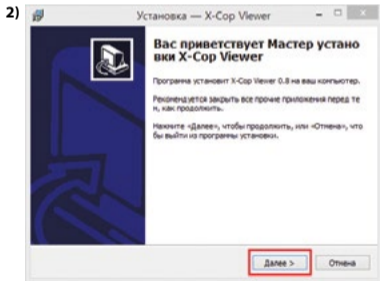 2)
Установка — X-Cop Viewer
Вас приветствует Мастер устано
вки X-Cop Viewer
Программа установит X-Cop Viewer 0.8 на ваш компьютер.
Рекомендуется закрыть все прочие приложения перед те
м, как продолжить.
Нажмите «Далее», чтобы продолжить, или «Отмена», что
бы выйти из программы установки.
Далее >
Отмена